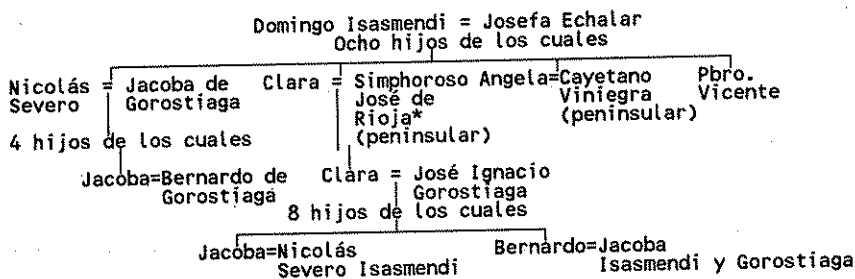 Domingo Isasmendi = Josefa Echalar
Ocho hijos de los cuales
Nicolás = Jacoba de Clara = Simphoroso Angela=Cayetano Pbro.
Severo Gorostiaga José de Viniegra Vicente
Rioja* (peninsular)
4 hijos de los cuales (peninsular)
Jacoba=Bernardo de Clara = José Ignacio
Gorostiaga Gorostiaga
8 hijos de los cuales
Jacoba=Nicolás Bernardo=Jacoba
Severo Isasmendi Isasmendi y Gorostiaga